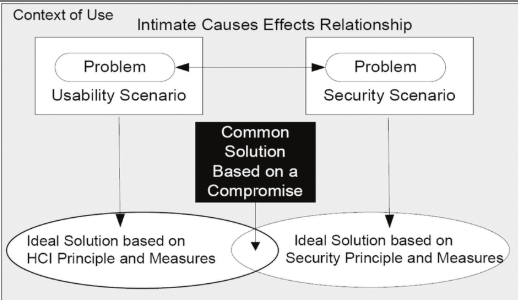 Context of Use
Intimate Causes Effects Relationship
Problem
Usability Scenario
Problem
Security Scenario
Common
Solution
Based on a
Compromise
Ideal Solution based on
HCI Principle and Measures
Ideal Solution based on
Security Principle and Measures